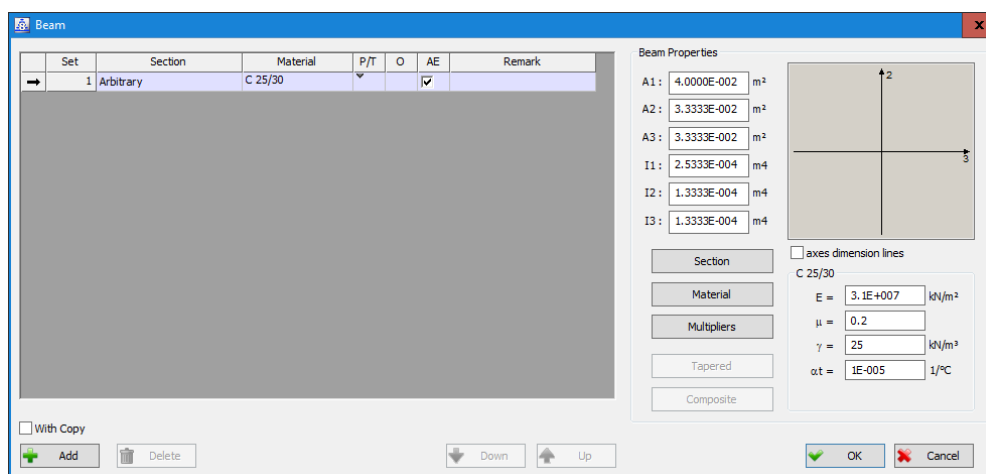 Beam
Set Section Material P/T O AE Remark
1 Arbitrary C 25/30
With Copy
Add Delete Down Up
Beam Properties
A1: 4.0000E-002 m²
A2: 3.3333E-002 m²
A3: 3.3333E-002 m²
I1: 2.5333E-004 m4
I2: 1.3333E-004 m4
I3: 1.3333E-004 m4
Section
Material
Multipliers
Tapered
Composite
2
3
axes dimension lines
C 25/30
E = 3.1E+007 kN/m²
μ = 0.2
γ = 25 kN/m³
αt = 1E-005 1/°C
OK Cancel